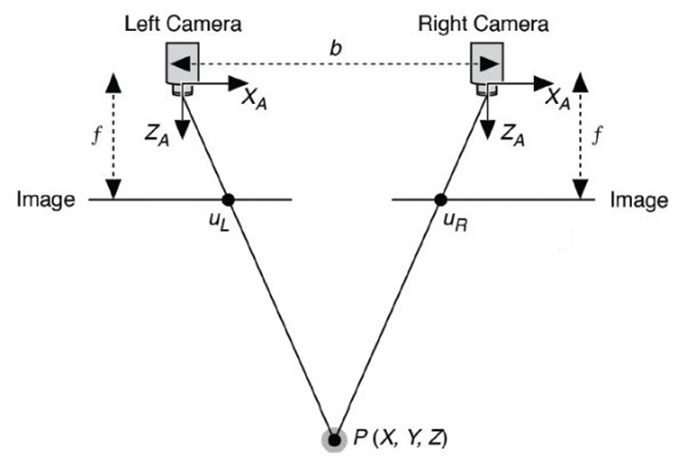 Left Camera
Right Camera
b
X_A
X_A
f
Z_A
Z_A
f
Image
Image
u_L
u_R
P (X, Y, Z)